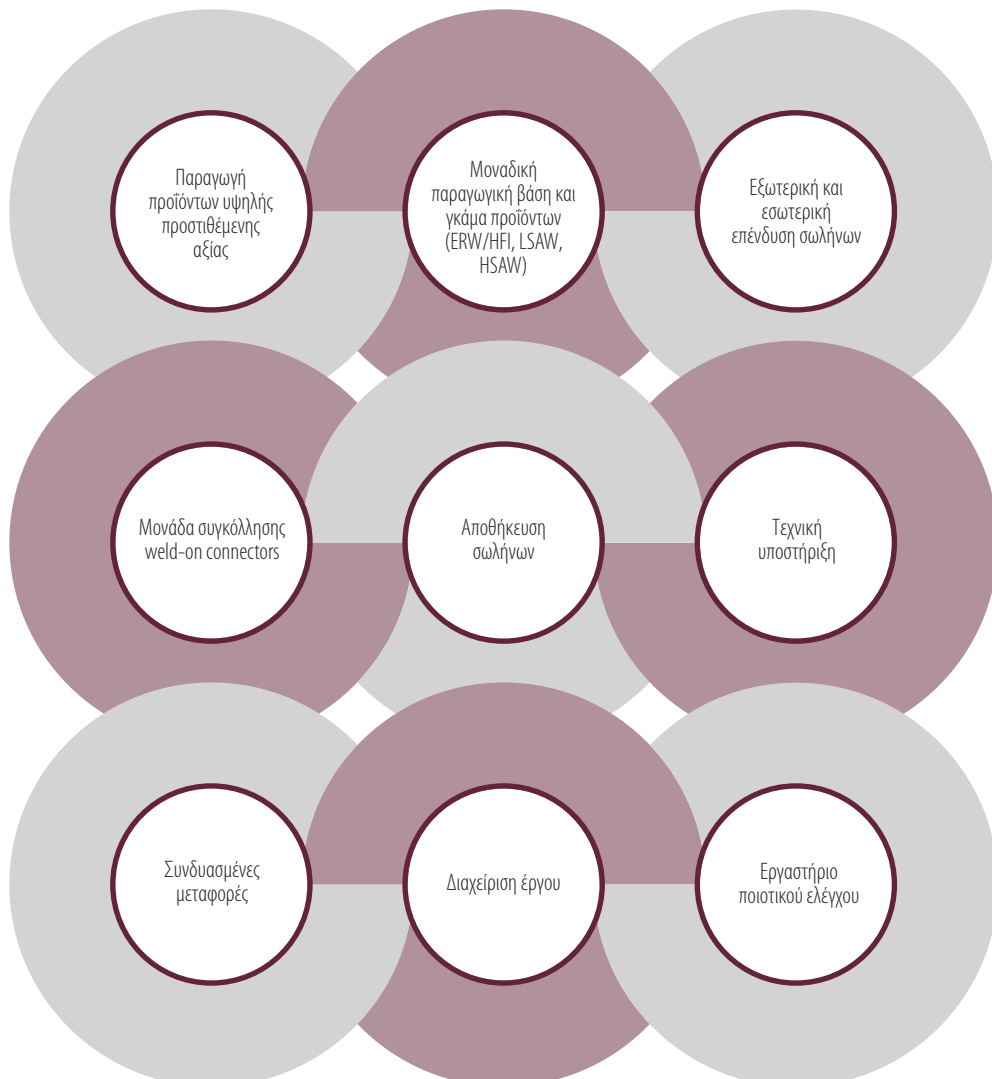 Παραγωγή
προϊόντων υψηλής
προστιθέμενης
αξίας
Μοναδική
παραγωγική βάση και
γκάμα προϊόντων
(ERW/HFI, LSAW,
HSAW)
Εξωτερική και
εσωτερική
επένδυση σωλήνων
Μονάδα συγκόλλησης
weld-on connectors
Αποθήκευση
σωλήνων
Τεχνική
υποστήριξη
Συνδυασμένες
μεταφορές
Διαχείριση έργου
Εργαστήριο
ποιοτικού ελέγχου